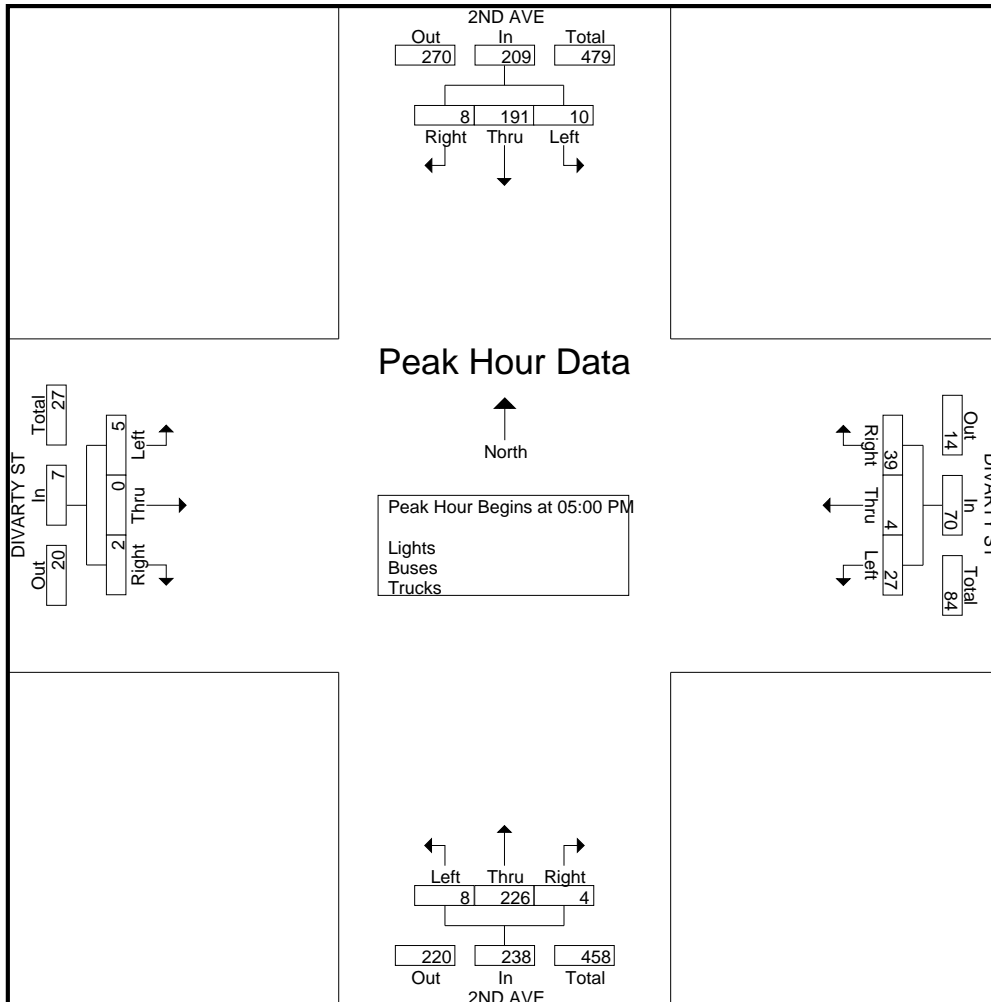 2ND AVE
Out In Total
270 209 479
8 191 10
Right Thru Left
Peak Hour Data
North
Peak Hour Begins at 05:00 PM
Lights
Buses
Trucks
DIVARTY ST
Total In Out
27 7 20
5 0 2
Left Thru Right
Right Thru Left
39 4 27
Out In Total
14 70 84
DIVARTY ST
Left Thru Right
8 226 4
220 238 458
Out In Total
2ND AVE